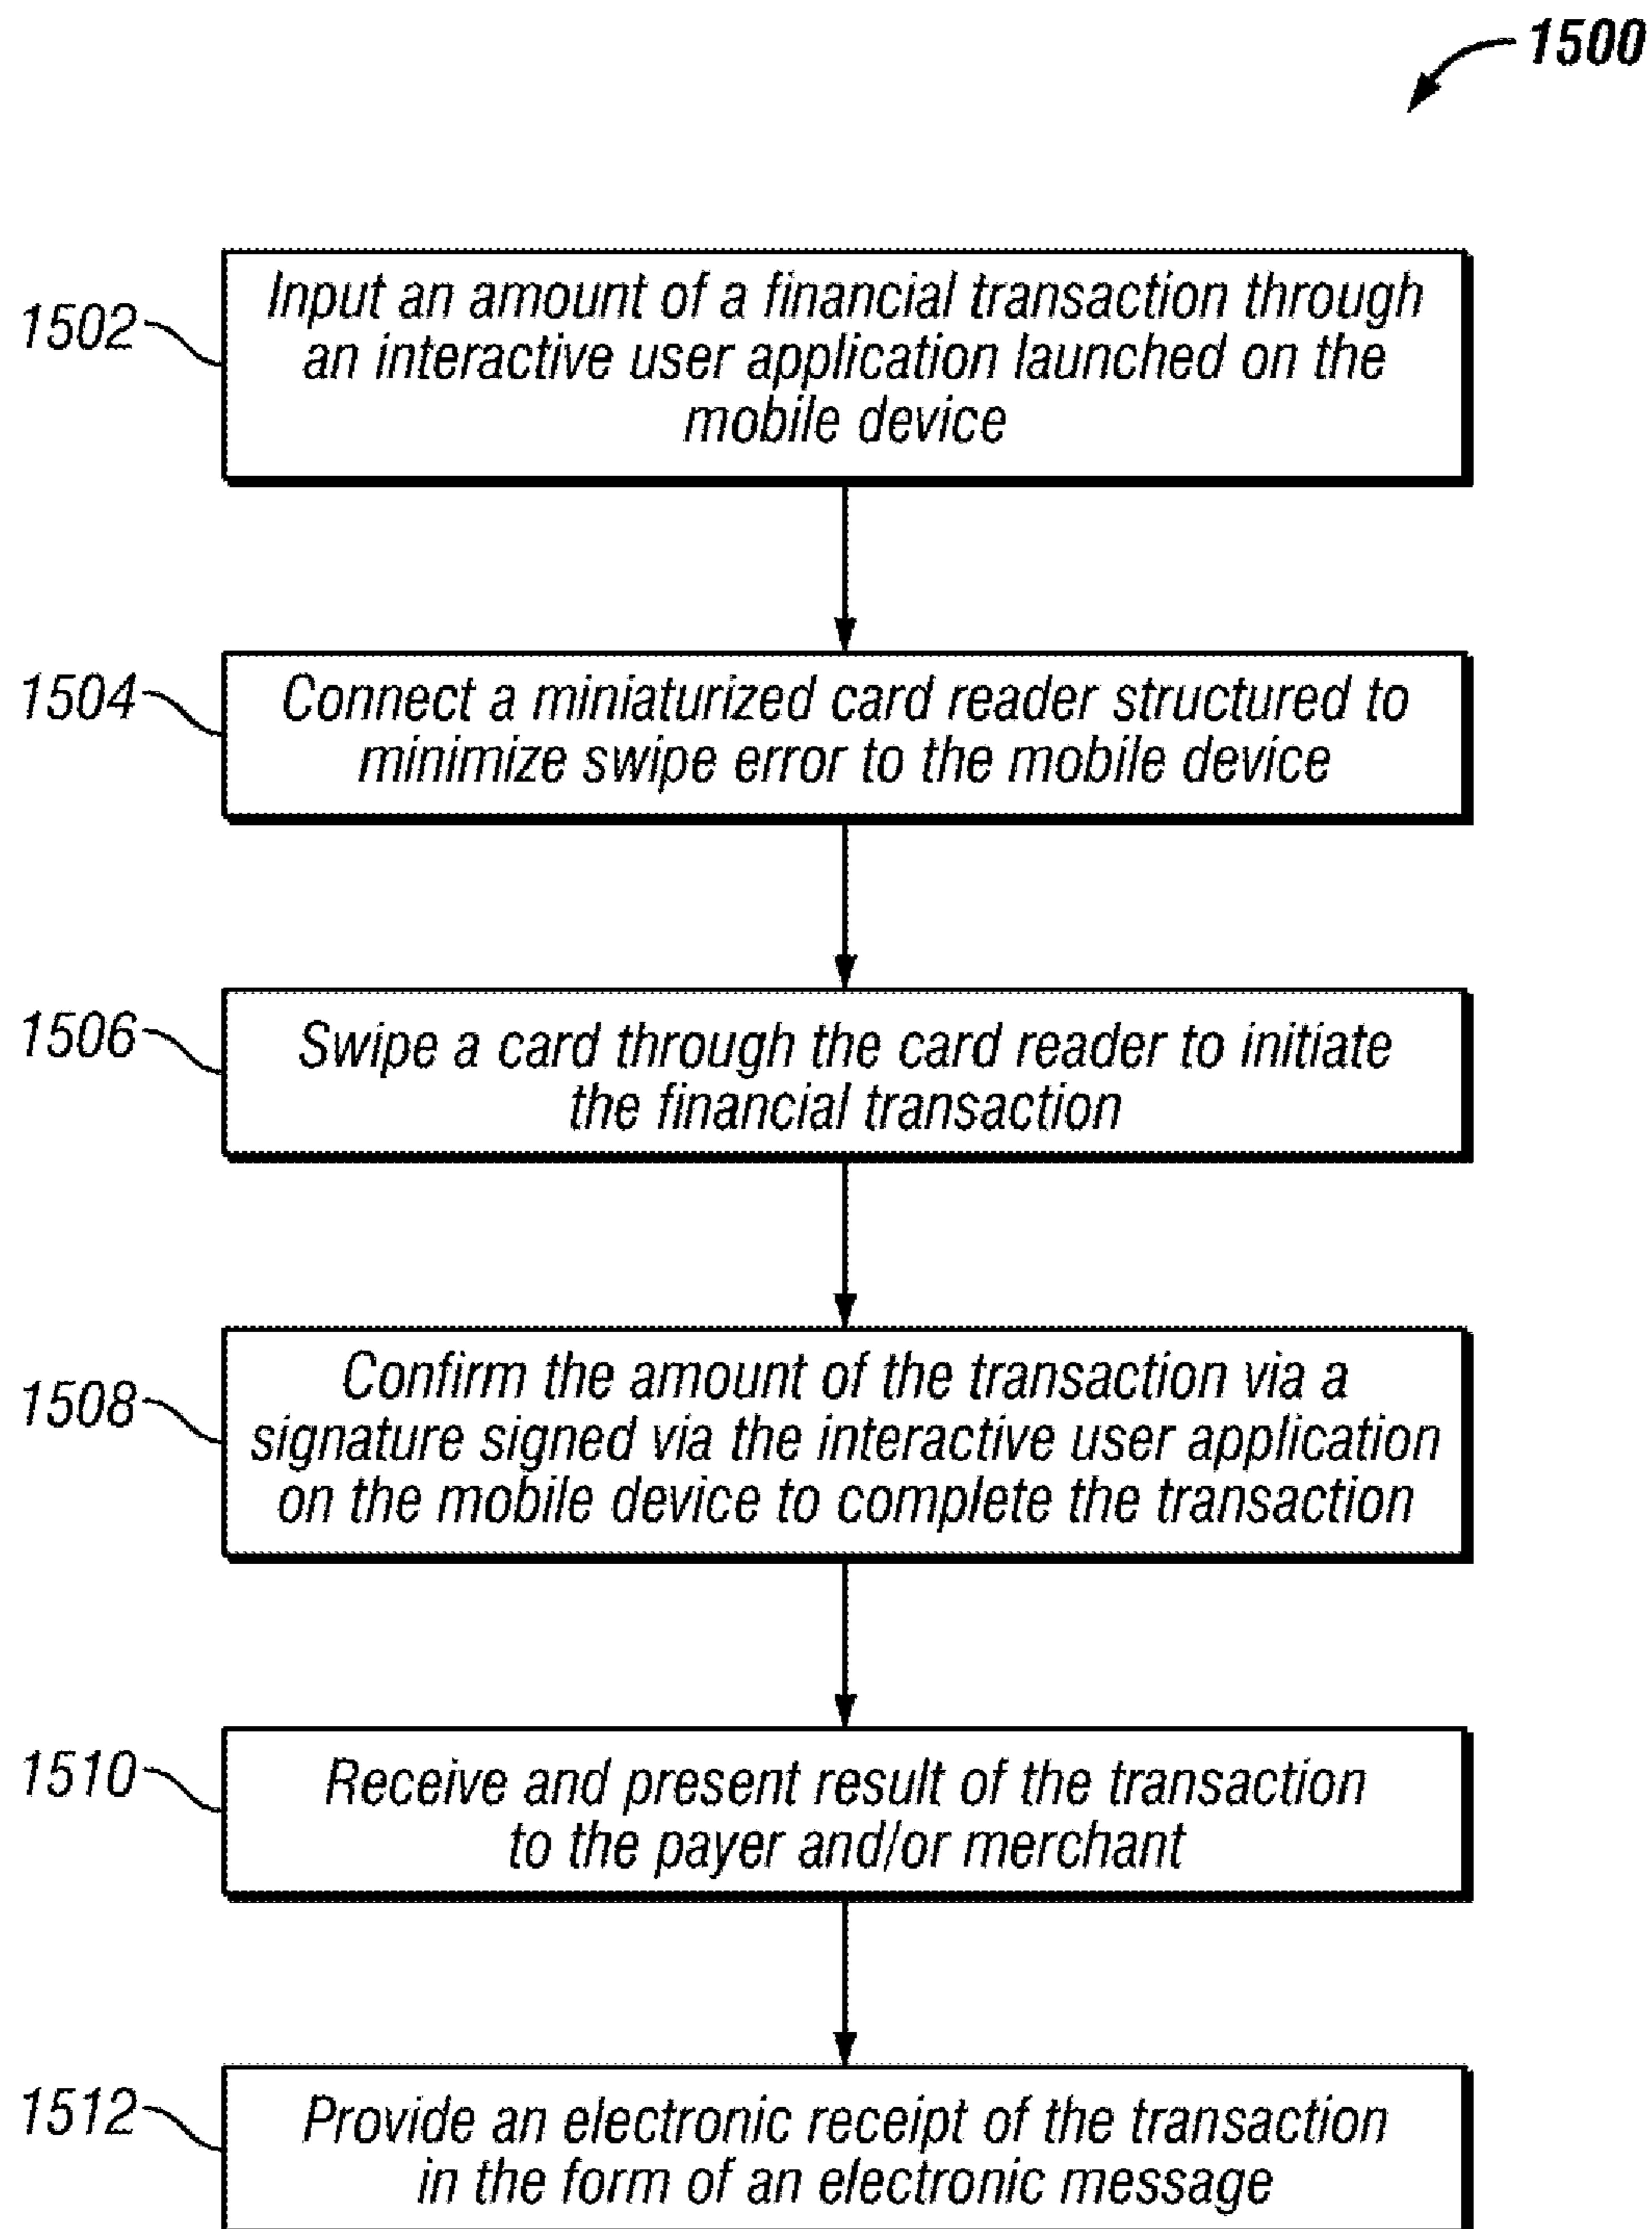 1500
1502
Input an amount of a financial transaction through
an interactive user application launched on the
mobile device
1504
Connect a miniaturized card reader structured to
minimize swipe error to the mobile device
1506
Swipe a card through the card reader to initiate
the financial transaction
1508
Confirm the amount of the transaction via a
signature signed via the interactive user application
on the mobile device to complete the transaction
1510
Receive and present result of the transaction
to the payer and/or merchant
1512
Provide an electronic receipt of the transaction
in the form of an electronic message